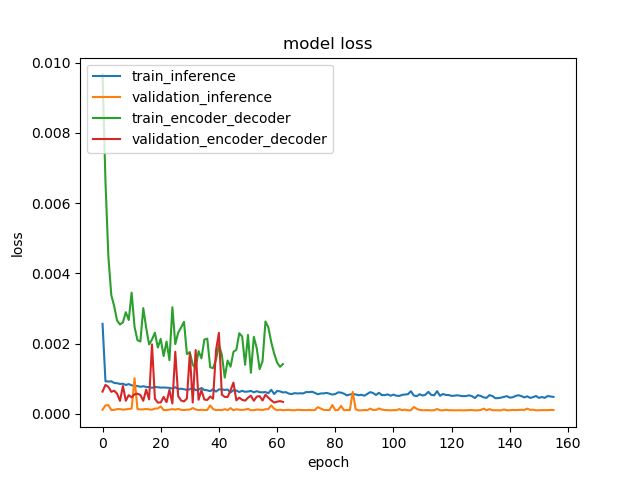 model loss
0.010
0.008
0.006
0.004
0.002
0.000
loss
train_inference
validation_inference
train_encoder_decoder
validation_encoder_decoder
0 20 40 60 80 100 120 140 160
epoch